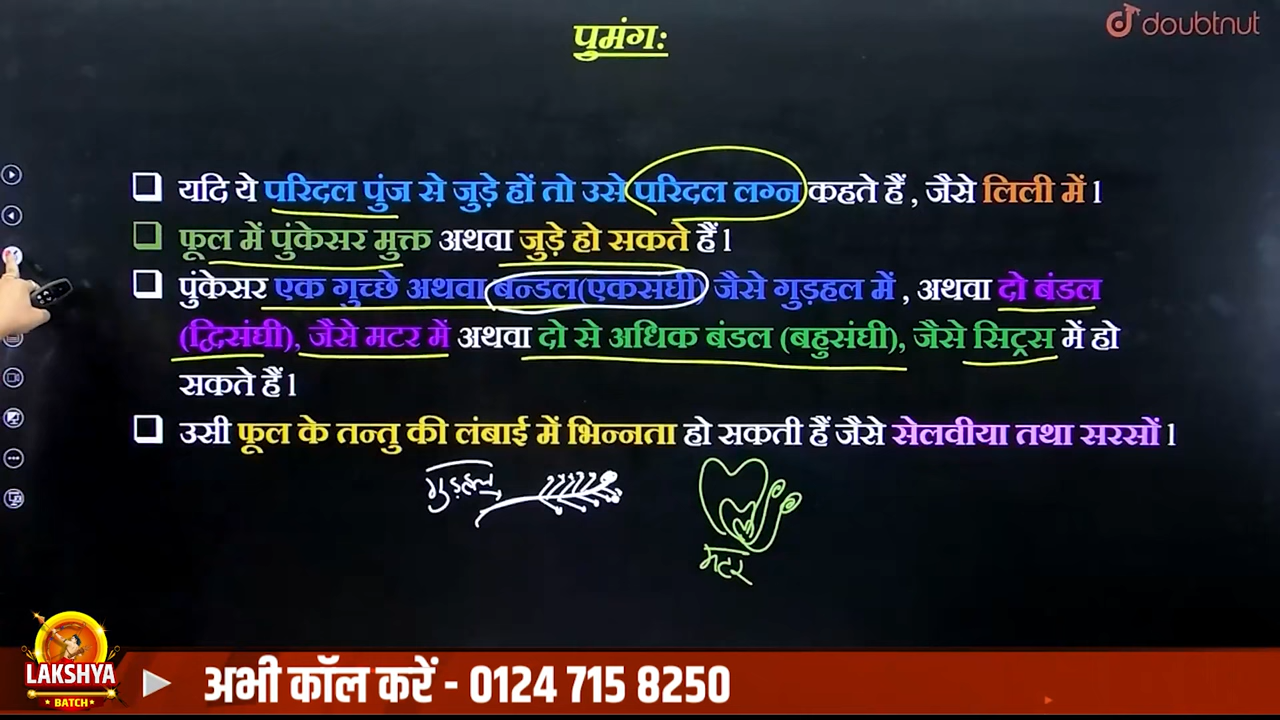 पुमंगः
doubtnut
❑ यदि ये परिदल पुंज से जुड़े हों तो उसे परिदल लग्न कहते हैं , जैसे लिली में l
❑ फूल में पुंकेसर मुक्त अथवा जुड़े हो सकते हैं l
❑ पुंकेसर एक गुच्छे अथवा बन्डल(एकसंघी) जैसे गुड़हल में , अथवा दो बंडल
(द्विसंघी), जैसे मटर में अथवा दो से अधिक बंडल (बहुसंघी), जैसे सिट्रस में हो
सकते हैं l
❑ उसी फूल के तन्तु की लंबाई में भिन्नता हो सकती हैं जैसे सेलवीया तथा सरसों l
गुड़हल
मटर
LAKSHYA
BATCH
अभी कॉल करें - 0124 715 8250